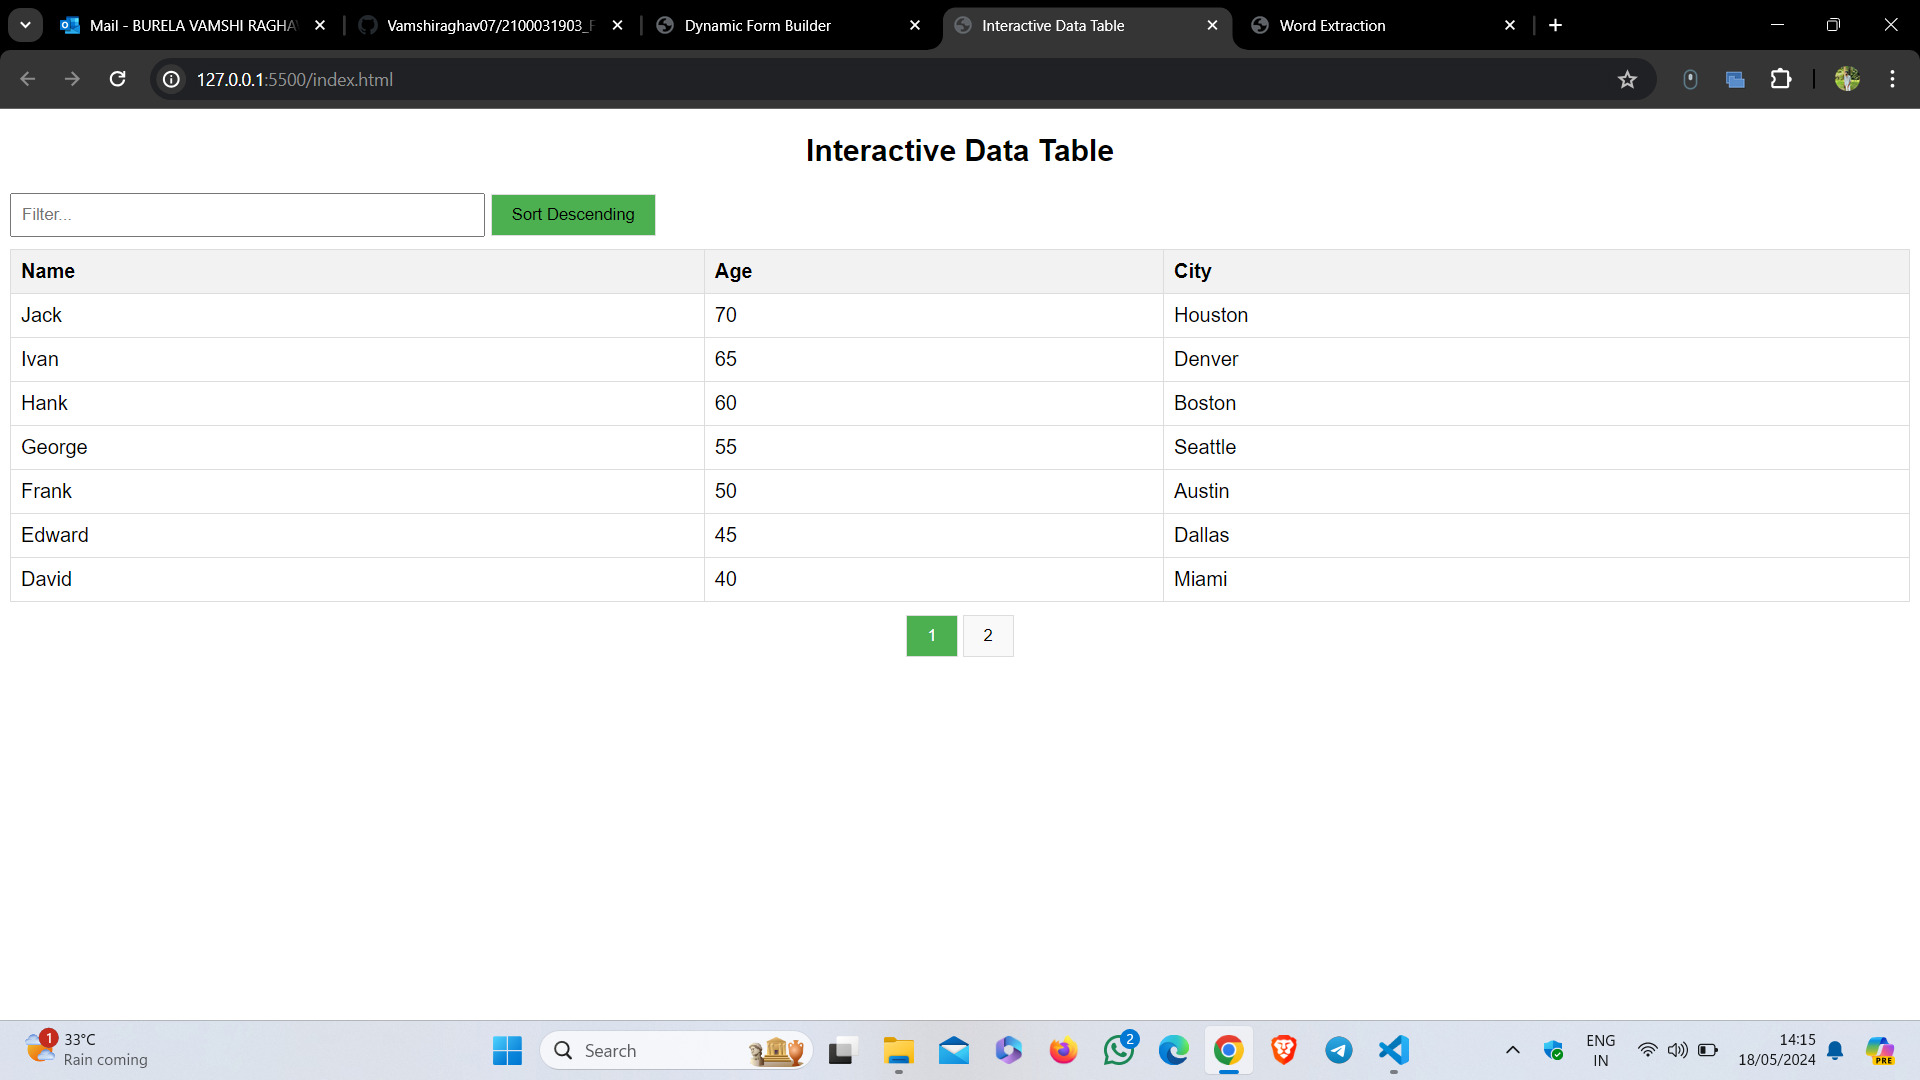 Mail - BURELA VAMSHI RAGHA
Vamshiraghav07/2100031903_F
Dynamic Form Builder
Interactive Data Table
Word Extraction
127.0.0.1:5500/index.html
Interactive Data Table
Filter...
Sort Descending
Name Age City
Jack 70 Houston
Ivan 65 Denver
Hank 60 Boston
George 55 Seattle
Frank 50 Austin
Edward 45 Dallas
David 40 Miami
1 2
1
33°C
Rain coming
Search
2
ENG
IN
14:15
18/05/2024
PRE